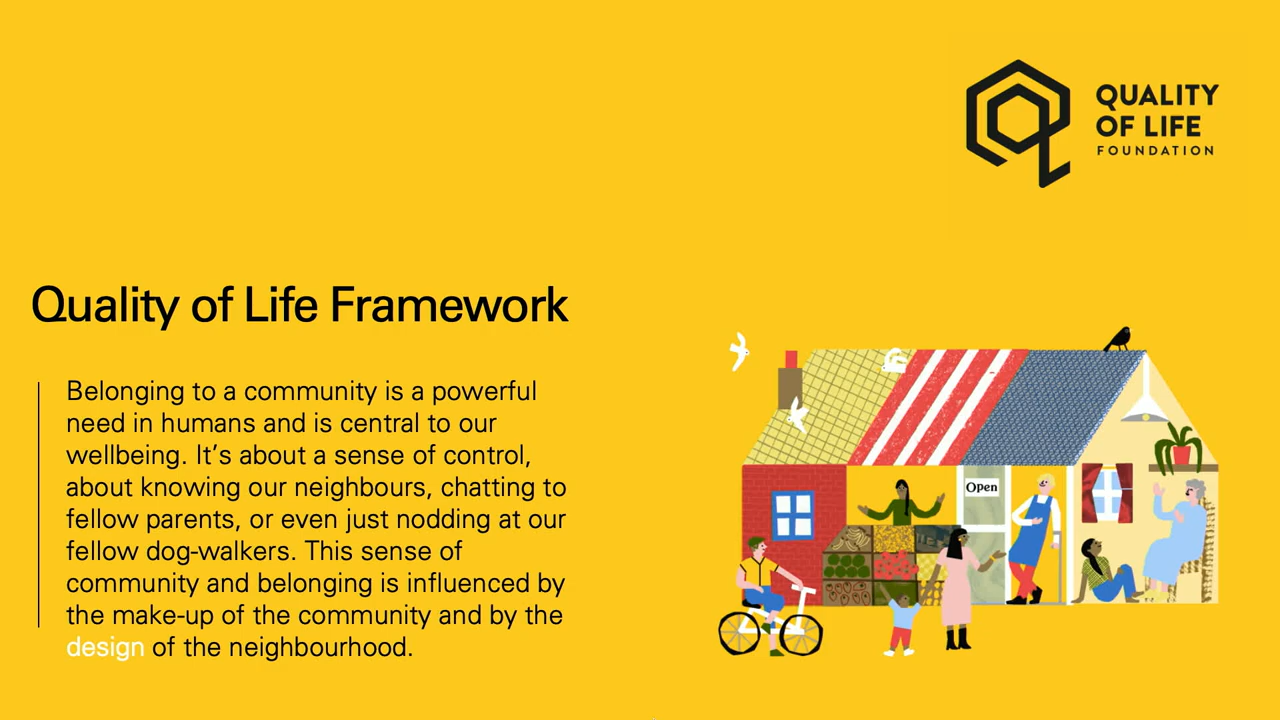 QUALITY
OF LIFE
FOUNDATION
Quality of Life Framework
Belonging to a community is a powerful
need in humans and is central to our
wellbeing. It’s about a sense of control,
about knowing our neighbours, chatting to
fellow parents, or even just nodding at our
fellow dog-walkers. This sense of
community and belonging is influenced by
the make-up of the community and by the
design of the neighbourhood.
Open